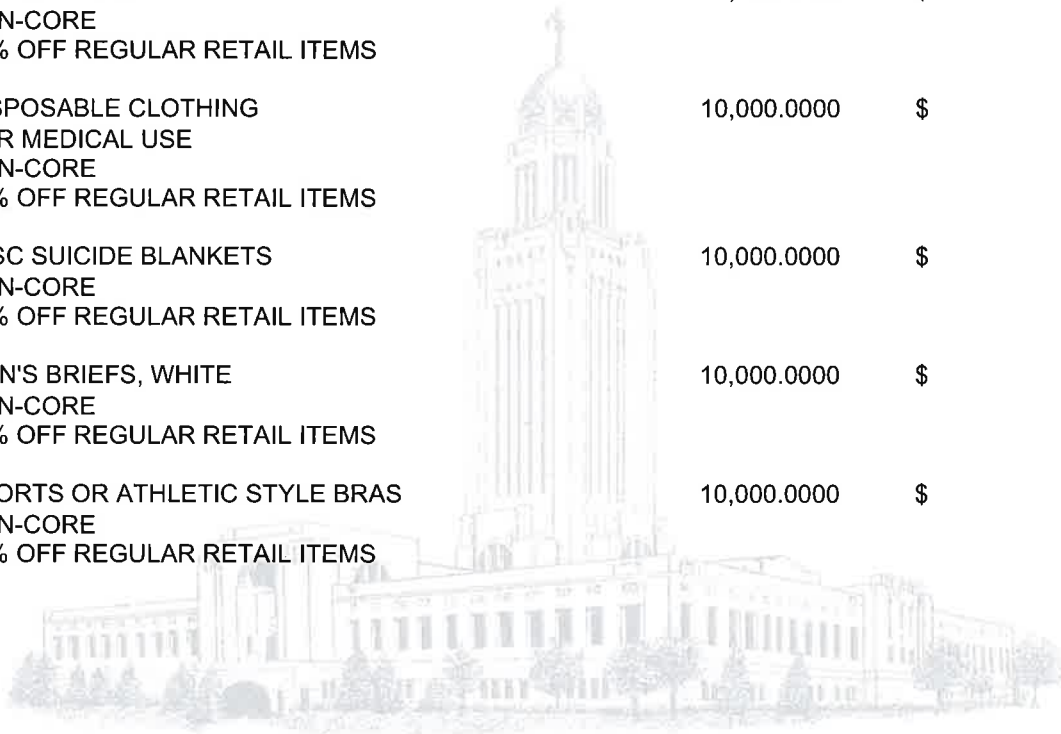 N-CORE
% OFF REGULAR RETAIL ITEMS
SPOSABLE CLOTHING 10,000.0000 $
R MEDICAL USE
N-CORE
% OFF REGULAR RETAIL ITEMS
SC SUICIDE BLANKETS 10,000.0000 $
N-CORE
% OFF REGULAR RETAIL ITEMS
N'S BRIEFS, WHITE 10,000.0000 $
N-CORE
% OFF REGULAR RETAIL ITEMS
ORTS OR ATHLETIC STYLE BRAS 10,000.0000 $
N-CORE
% OFF REGULAR RETAIL ITEMS